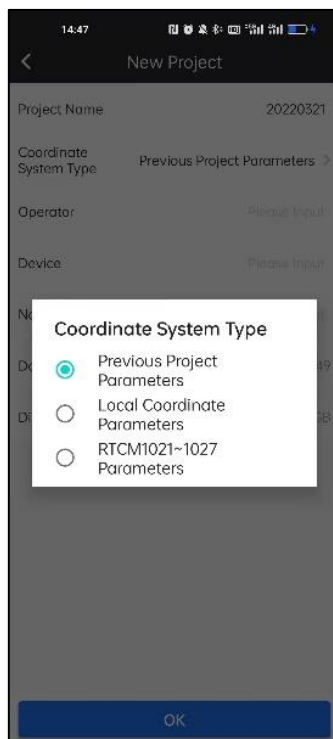 14:47
New Project
Project Name 20220321
Coordinate
System Type Previous Project Parameters
Operator Please Input
Device Please Input
Coordinate System Type
Previous Project
Parameters
Local Coordinate
Parameters
RTCM1021~1027
Parameters
OK